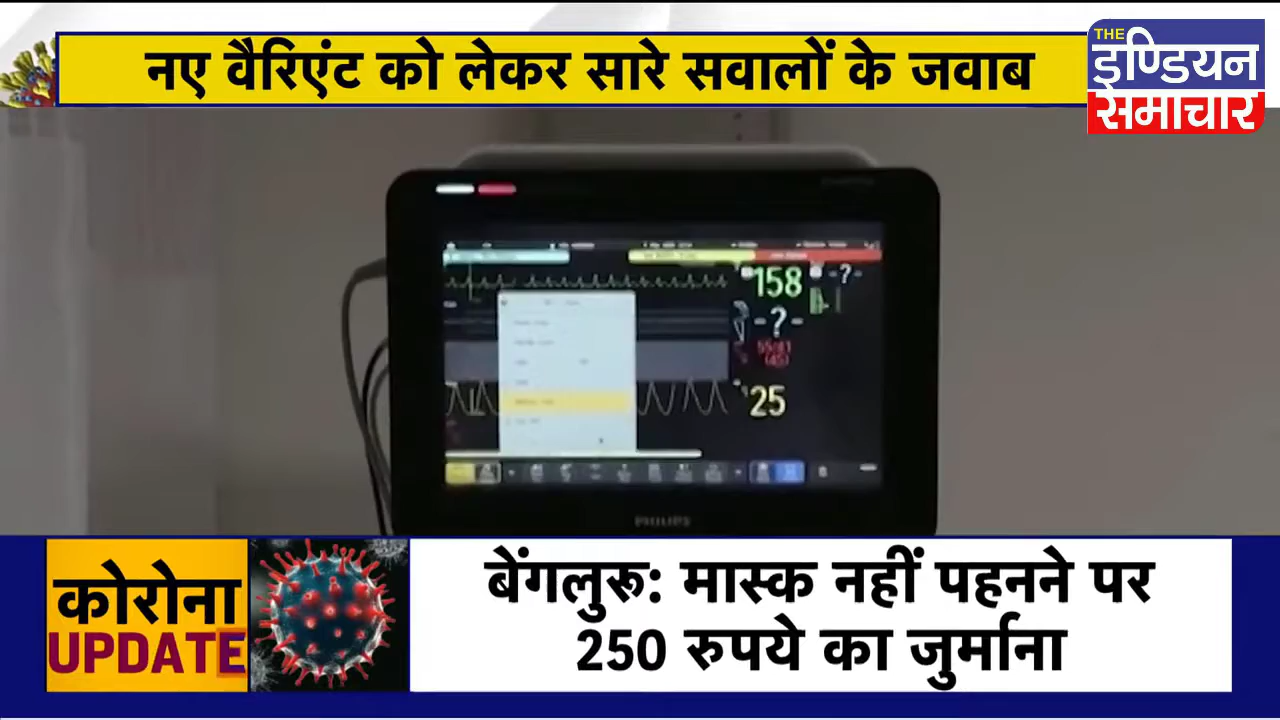 नए वैरिएंट को लेकर सारे सवालों के जवाब
THE
इण्डियन
समाचार
158
-?-
-?-
25
PHILIPS
कोरोना
UPDATE
बेंगलुरू: मास्क नहीं पहनने पर
250 रुपये का जुर्माना